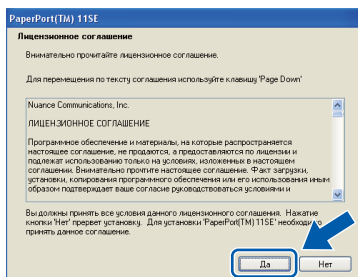 PaperPort(TM) 11SE
Лицензионное соглашение
Внимательно прочитайте лицензионное соглашение.
Для перемещения по тексту соглашения используйте клавишу 'Page Down'
Nuance Communications, Inc.
ЛИЦЕНЗИОННОЕ СОГЛАШЕНИЕ
Программное обеспечение и материалы, на которые распространяется
настоящее соглашение, не продаются, а предоставляются по лицензии и
подлежат использованию только на условиях, изложенных в настоящем
соглашении. Внимательно прочтите настоящее соглашение. Факт загрузки,
установки, копирования программного обеспечения или его использования иным
образом подтверждает ваше согласие руководствоваться условиями и
Вы должны принять все условия данного лицензионного соглашения. Нажатие
кнопки 'Нет' прервет установку. Для установки 'PaperPort(TM) 11SE' необходимо
принять данное соглашение.
Да
Нет